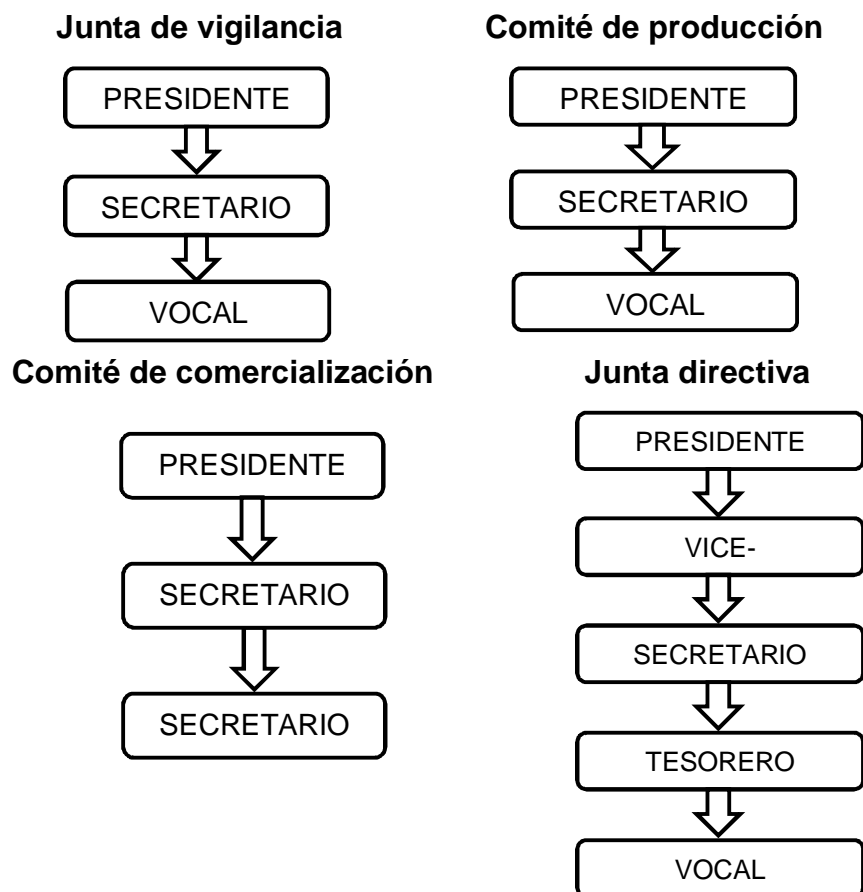 Junta de vigilancia
PRESIDENTE
SECRETARIO
VOCAL
Comité de producción
PRESIDENTE
SECRETARIO
VOCAL
Comité de comercialización
PRESIDENTE
SECRETARIO
SECRETARIO
Junta directiva
PRESIDENTE
VICE-
SECRETARIO
TESORERO
VOCAL